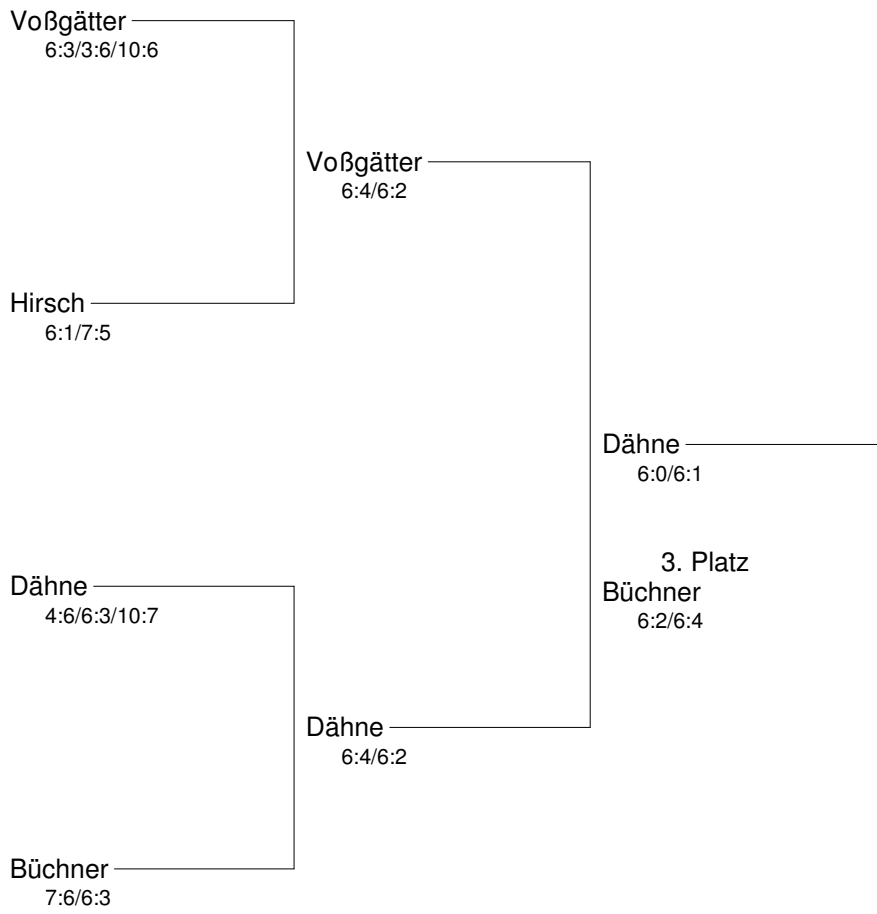 Voßgätter
6:3/3:6/10:6
Voßgätter
6:4/6:2
Hirsch
6:1/7:5
Dähne
6:0/6:1
3. Platz
Büchner
6:2/6:4
Dähne
4:6/6:3/10:7
Dähne
6:4/6:2
Büchner
7:6/6:3